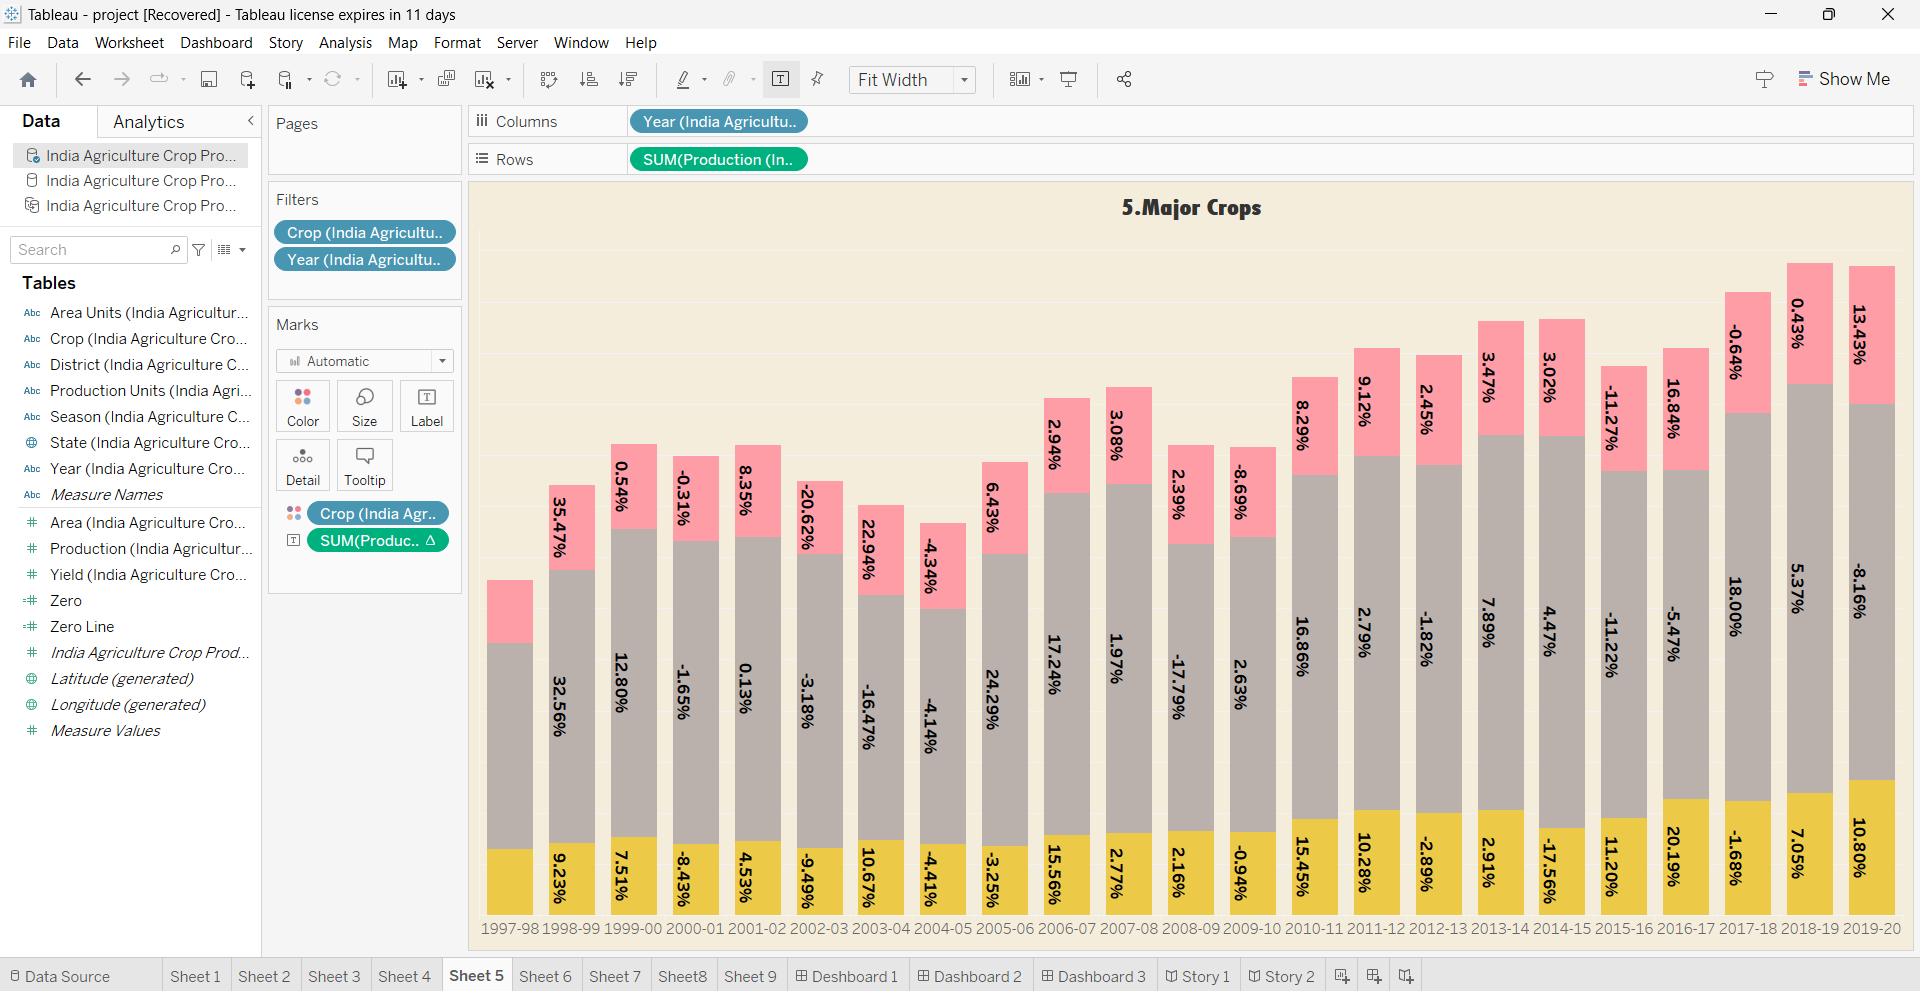 Tableau - project [Recovered] - Tableau license expires in 11 days
File Data Worksheet Dashboard Story Analysis Map Format Server Window Help
Fit Width
Show Me
Data Analytics
India Agriculture Crop Pro...
India Agriculture Crop Pro...
India Agriculture Crop Pro...
Search
Tables
Abc Area Units (India Agricultur...
Abc Crop (India Agriculture Cro...
Abc District (India Agriculture C...
Abc Production Units (India Agri...
Abc Season (India Agriculture C...
State (India Agriculture Cro...
Abc Year (India Agriculture Cro...
Abc Measure Names
# Area (India Agriculture Cro...
# Production (India Agricultur...
# Yield (India Agriculture Cro...
=# Zero
=# Zero Line
# India Agriculture Crop Prod...
Latitude (generated)
Longitude (generated)
# Measure Values
Pages
Filters
Crop (India Agricultu..
Year (India Agricultu..
Marks
Automatic
Color Size Label
Detail Tooltip
Crop (India Agr..
SUM(Produc.. Δ
Columns Year (India Agricultu..
Rows SUM(Production (In..
5.Major Crops
35.47% 0.54% -0.31% 8.35% -20.62% 22.94% -4.34% 6.43% 2.94% 3.08% 2.39% -8.69% 8.29% 9.12% 2.45% 3.47% 3.02% -11.27% 16.84% -0.64% 0.43% 13.43%
32.56% 12.80% -1.65% 0.13% -3.18% -16.47% -4.14% 24.29% 17.24% 1.97% -17.79% 2.63% 16.86% 2.79% -1.82% 7.89% 4.47% -11.22% -5.47% 18.00% 5.37% -8.16%
9.23% 7.51% -8.43% 4.53% -9.49% 10.67% -4.41% -3.25% 15.56% 2.77% 2.16% -0.94% 15.45% 10.28% -2.89% 2.91% -17.56% 11.20% 20.19% -1.68% 7.05% 10.80%
1997-98 1998-99 1999-00 2000-01 2001-02 2002-03 2003-04 2004-05 2005-06 2006-07 2007-08 2008-09 2009-10 2010-11 2011-12 2012-13 2013-14 2014-15 2015-16 2016-17 2017-18 2018-19 2019-20
Data Source Sheet 1 Sheet 2 Sheet 3 Sheet 4 Sheet 5 Sheet 6 Sheet 7 Sheet8 Sheet 9 Deshboard 1 Dashboard 2 Dashboard 3 Story 1 Story 2